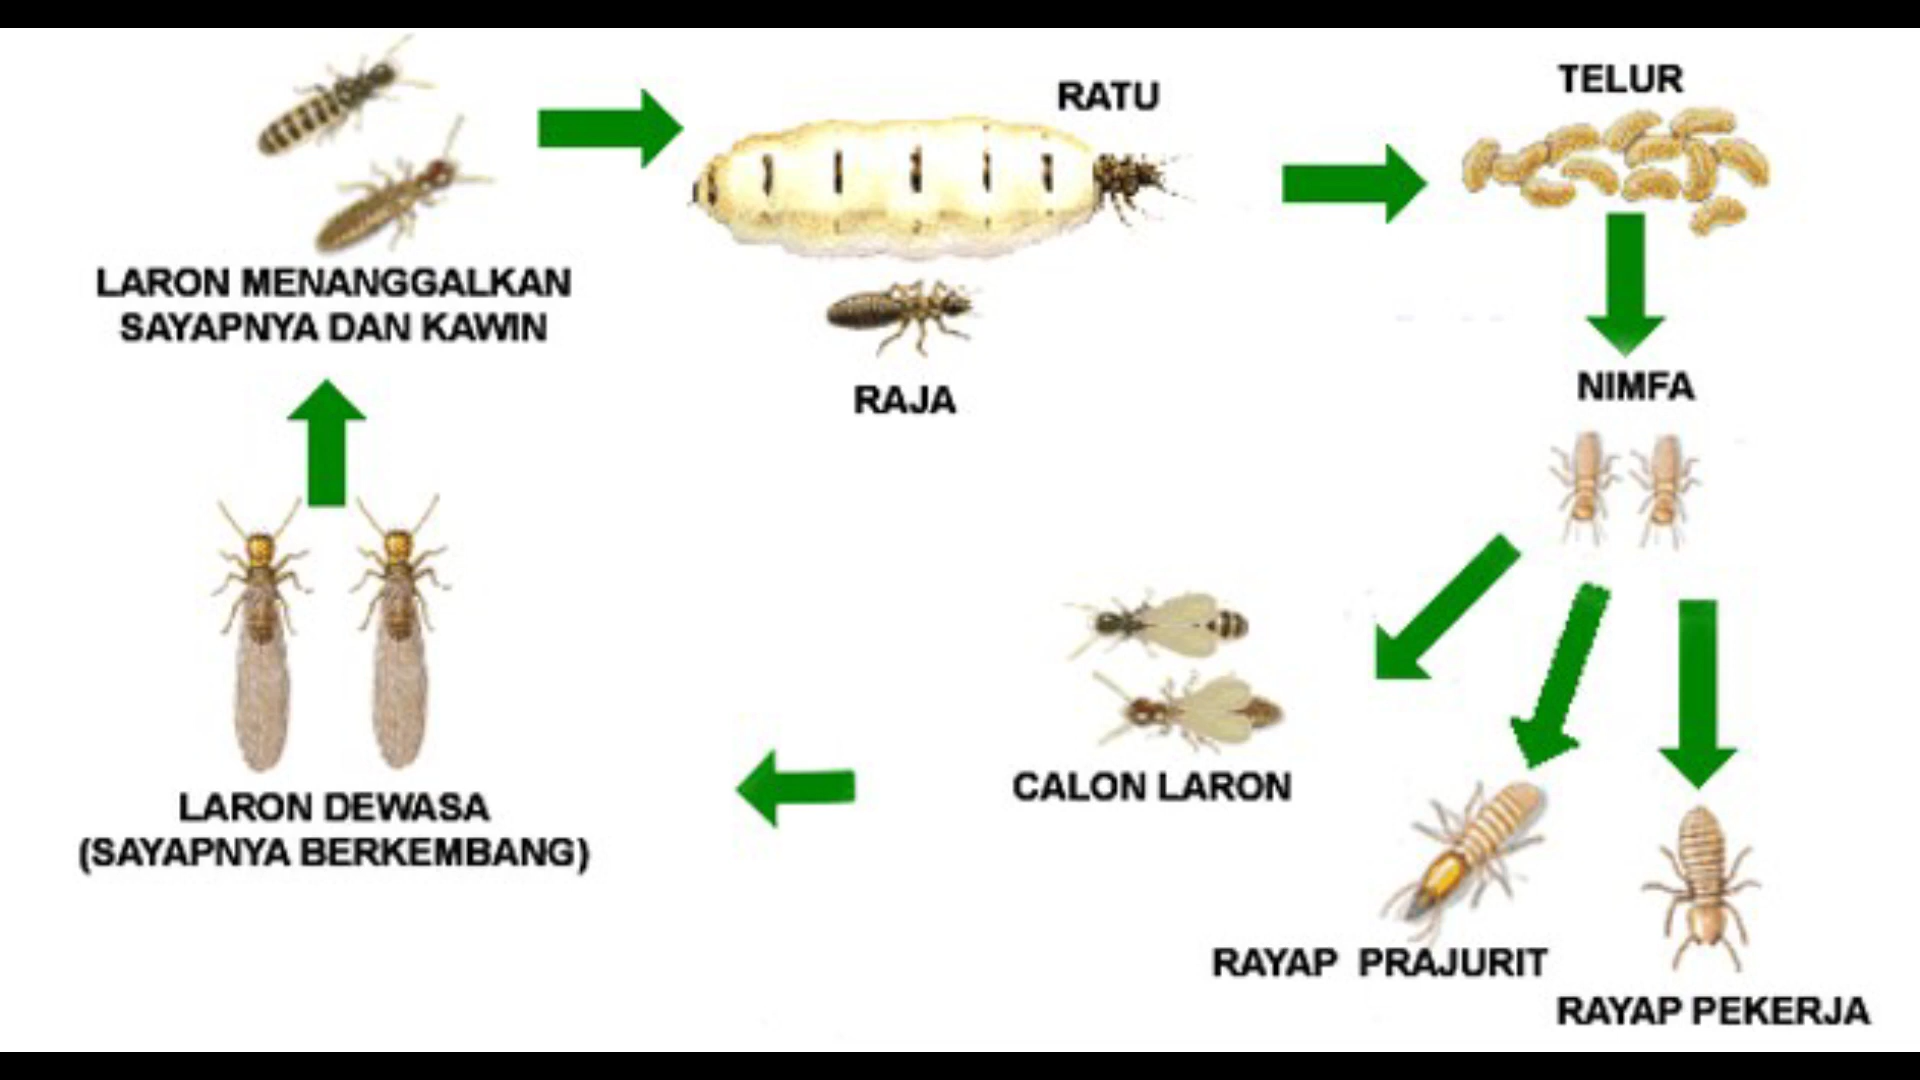 RATU
TELUR
LARON MENANGGALKAN
SAYAPNYA DAN KAWIN
RAJA
NIMFA
CALON LARON
LARON DEWASA
(SAYAPNYA BERKEMBANG)
RAYAP PRAJURIT
RAYAP PEKERJA